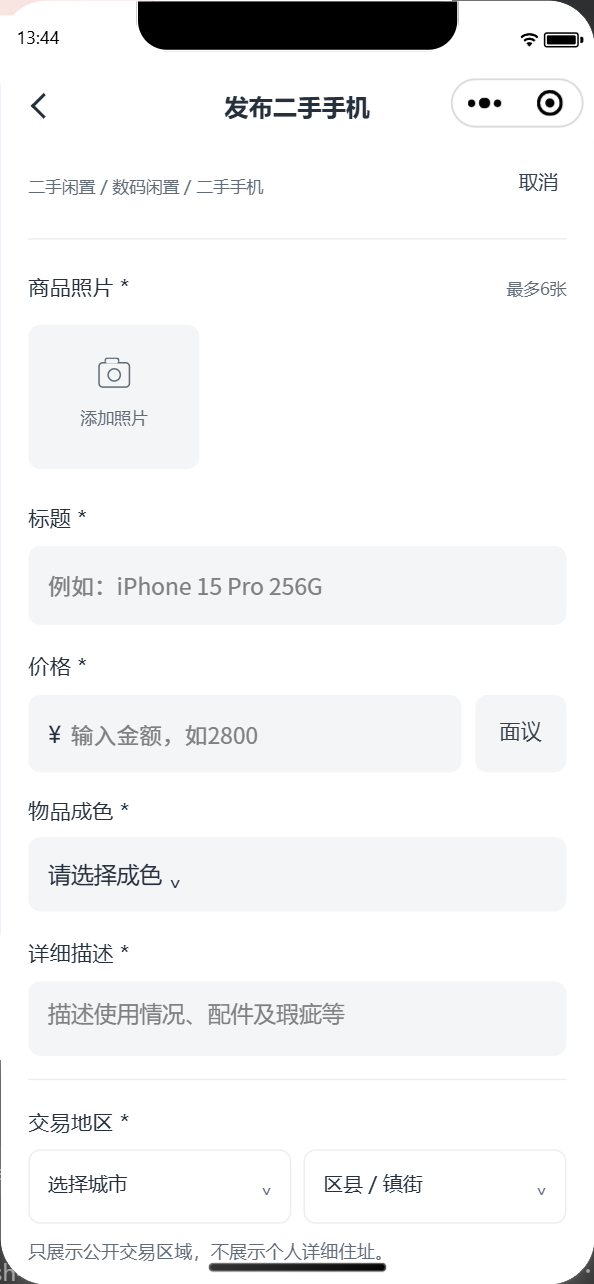 13:44
发布二手手机
二手闲置 / 数码闲置 / 二手手机
取消
商品照片 *
最多6张
添加照片
标题 *
例如：iPhone 15 Pro 256G
价格 *
¥ 输入金额，如2800
面议
物品成色 *
请选择成色
详细描述 *
描述使用情况、配件及瑕疵等
交易地区 *
选择城市
区县 / 镇街
只展示公开交易区域，不展示个人详细住址。